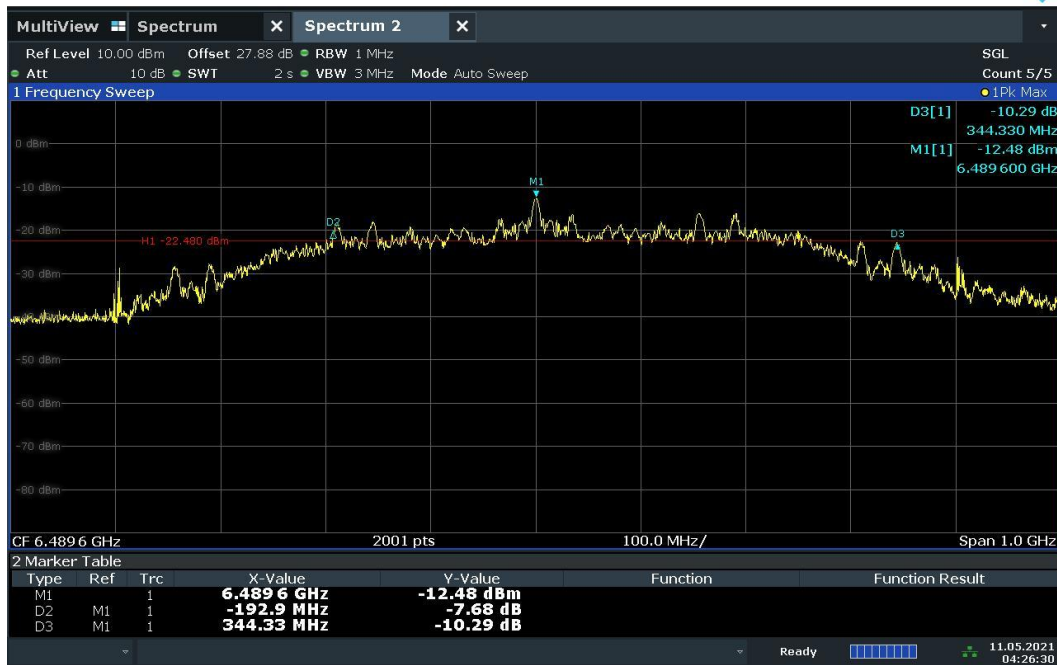 MultiView Spectrum X Spectrum 2 X
Ref Level 10.00 dBm Offset 27.88 dB RBW 1 MHz SGL
Att 10 dB SWT 2 s VBW 3 MHz Mode Auto Sweep Count 5/5
1 Frequency Sweep 1Pk Max
D3[1] -10.29 dB
344.330 MHz
0 dBm
M1[1] -12.48 dBm
6.489 600 GHz
M1
-10 dBm
D2
-20 dBm
D3
H1 -22.480 dBm
-30 dBm
-50 dBm
-60 dBm
-70 dBm
-80 dBm
CF 6.4896 GHz 2001 pts 100.0 MHz/ Span 1.0 GHz
2 Marker Table
Type Ref Trc X-Value Y-Value Function Function Result
M1 1 6.4896 GHz -12.48 dBm
D2 M1 1 -192.9 MHz -7.68 dB
D3 M1 1 344.33 MHz -10.29 dB
Ready 11.05.2021
04:26:30